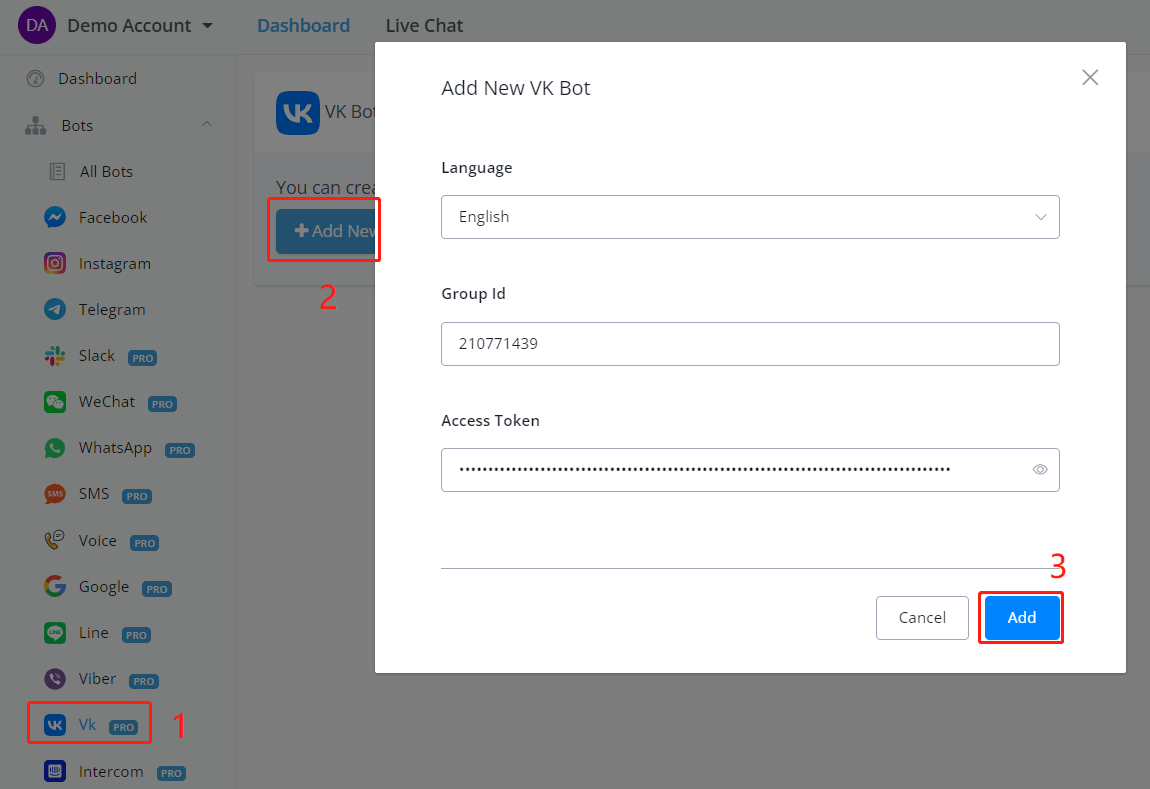 DA Demo Account Dashboard Live Chat
Dashboard
Bots
All Bots
Facebook
Instagram
Telegram
Slack PRO
WeChat PRO
WhatsApp PRO
SMS SMS PRO
Voice PRO
Google PRO
LINE Line PRO
Viber PRO
Vk PRO
1
Intercom PRO
VK Bot
You can crea
+ Add New
2
Add New VK Bot
Language
English
Group Id
210771439
Access Token
••••••••••••••••••••••••••••••••••••••••••••••••••••••••••••••••••••••••••••••••••••
3
Cancel Add